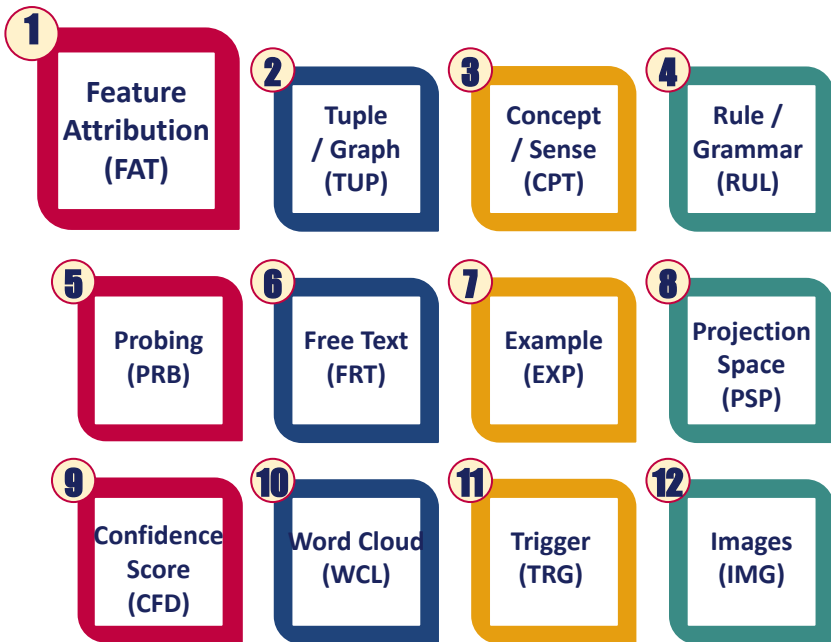 1
Feature
Attribution
(FAT)
2
Tuple
/ Graph
(TUP)
3
Concept
/ Sense
(CPT)
4
Rule /
Grammar
(RUL)
5
Probing
(PRB)
6
Free Text
(FRT)
7
Example
(EXP)
8
Projection
Space
(PSP)
9
Confidence
Score
(CFD)
10
Word Cloud
(WCL)
11
Trigger
(TRG)
12
Images
(IMG)